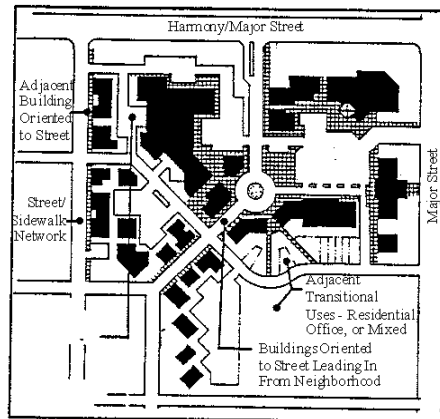 Harmony/Major Street
Adjacent
Building
Oriented
to Street
Major Street
Street/
Sidewalk
Network
Adjacent
Transitional
Uses - Residential
Office, or Mixed
Buildings Oriented
to Street Leading In
From Neighborhood